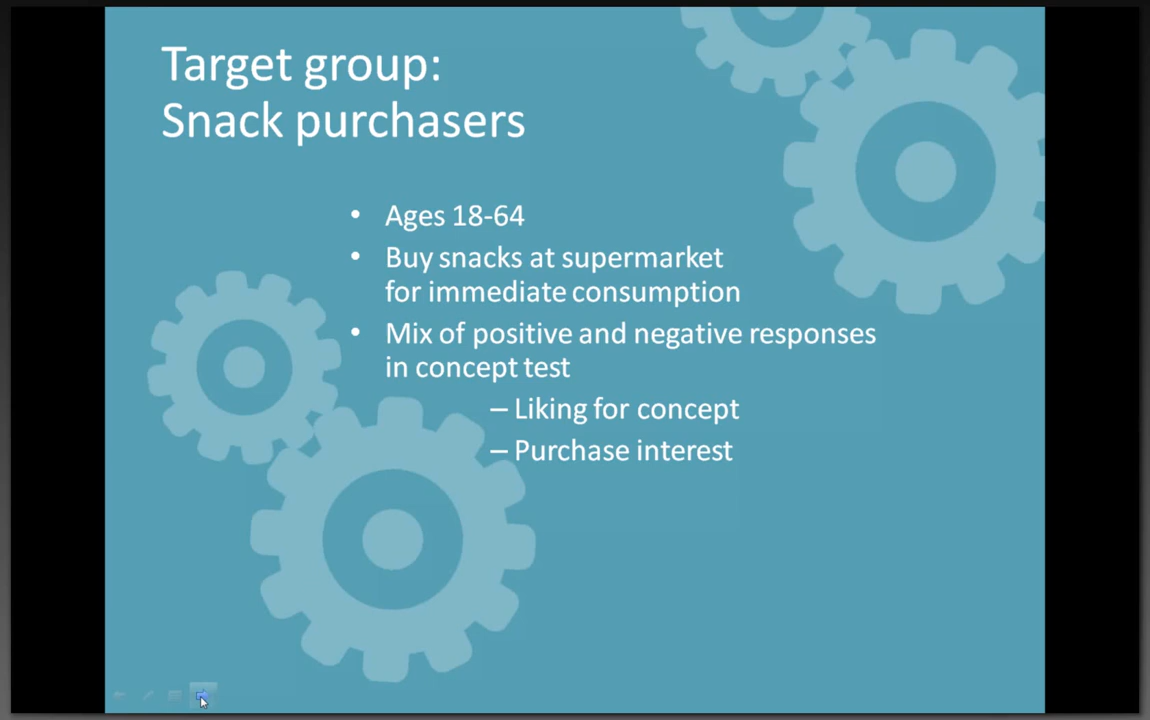 Target group:
Snack purchasers
• Ages 18-64
• Buy snacks at supermarket
for immediate consumption
• Mix of positive and negative responses
in concept test
– Liking for concept
– Purchase interest